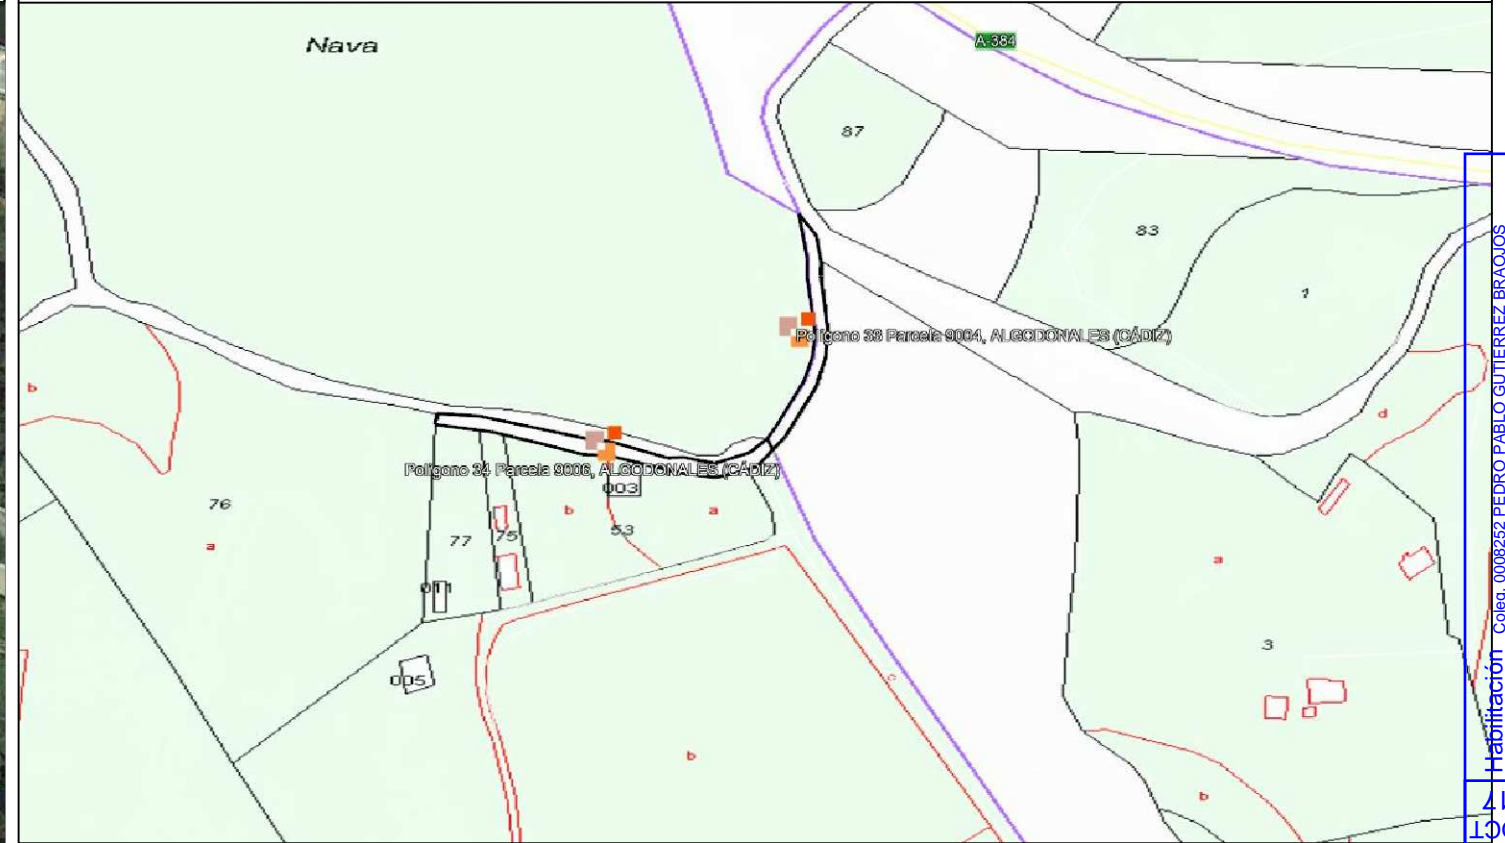 Nava
A-384
87
83
1
Polígono 38 Parcela 9004, ALGODONALES (CÁDIZ)
b
d
Polígono 34 Parcela 9006, ALGODONALES (CÁDIZ)
003
76
b
a
53
a
77
75
a
011
3
005
c
b
b
Habilitación Coleg. 0008252 PEDRO PABLO GUTIERREZ BRAOJOS